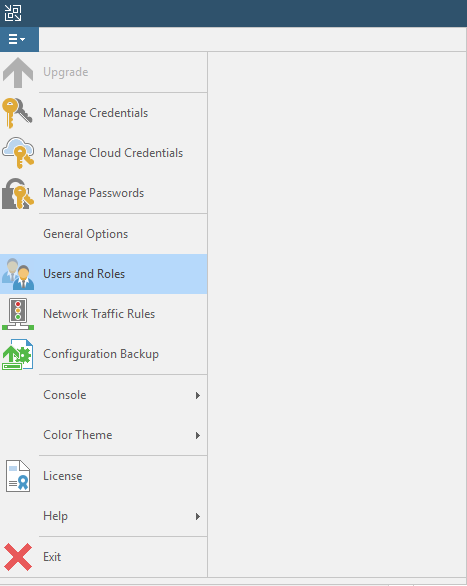 Upgrade
Manage Credentials
Manage Cloud Credentials
Manage Passwords
General Options
Users and Roles
Network Traffic Rules
Configuration Backup
Console
Color Theme
License
Help
Exit